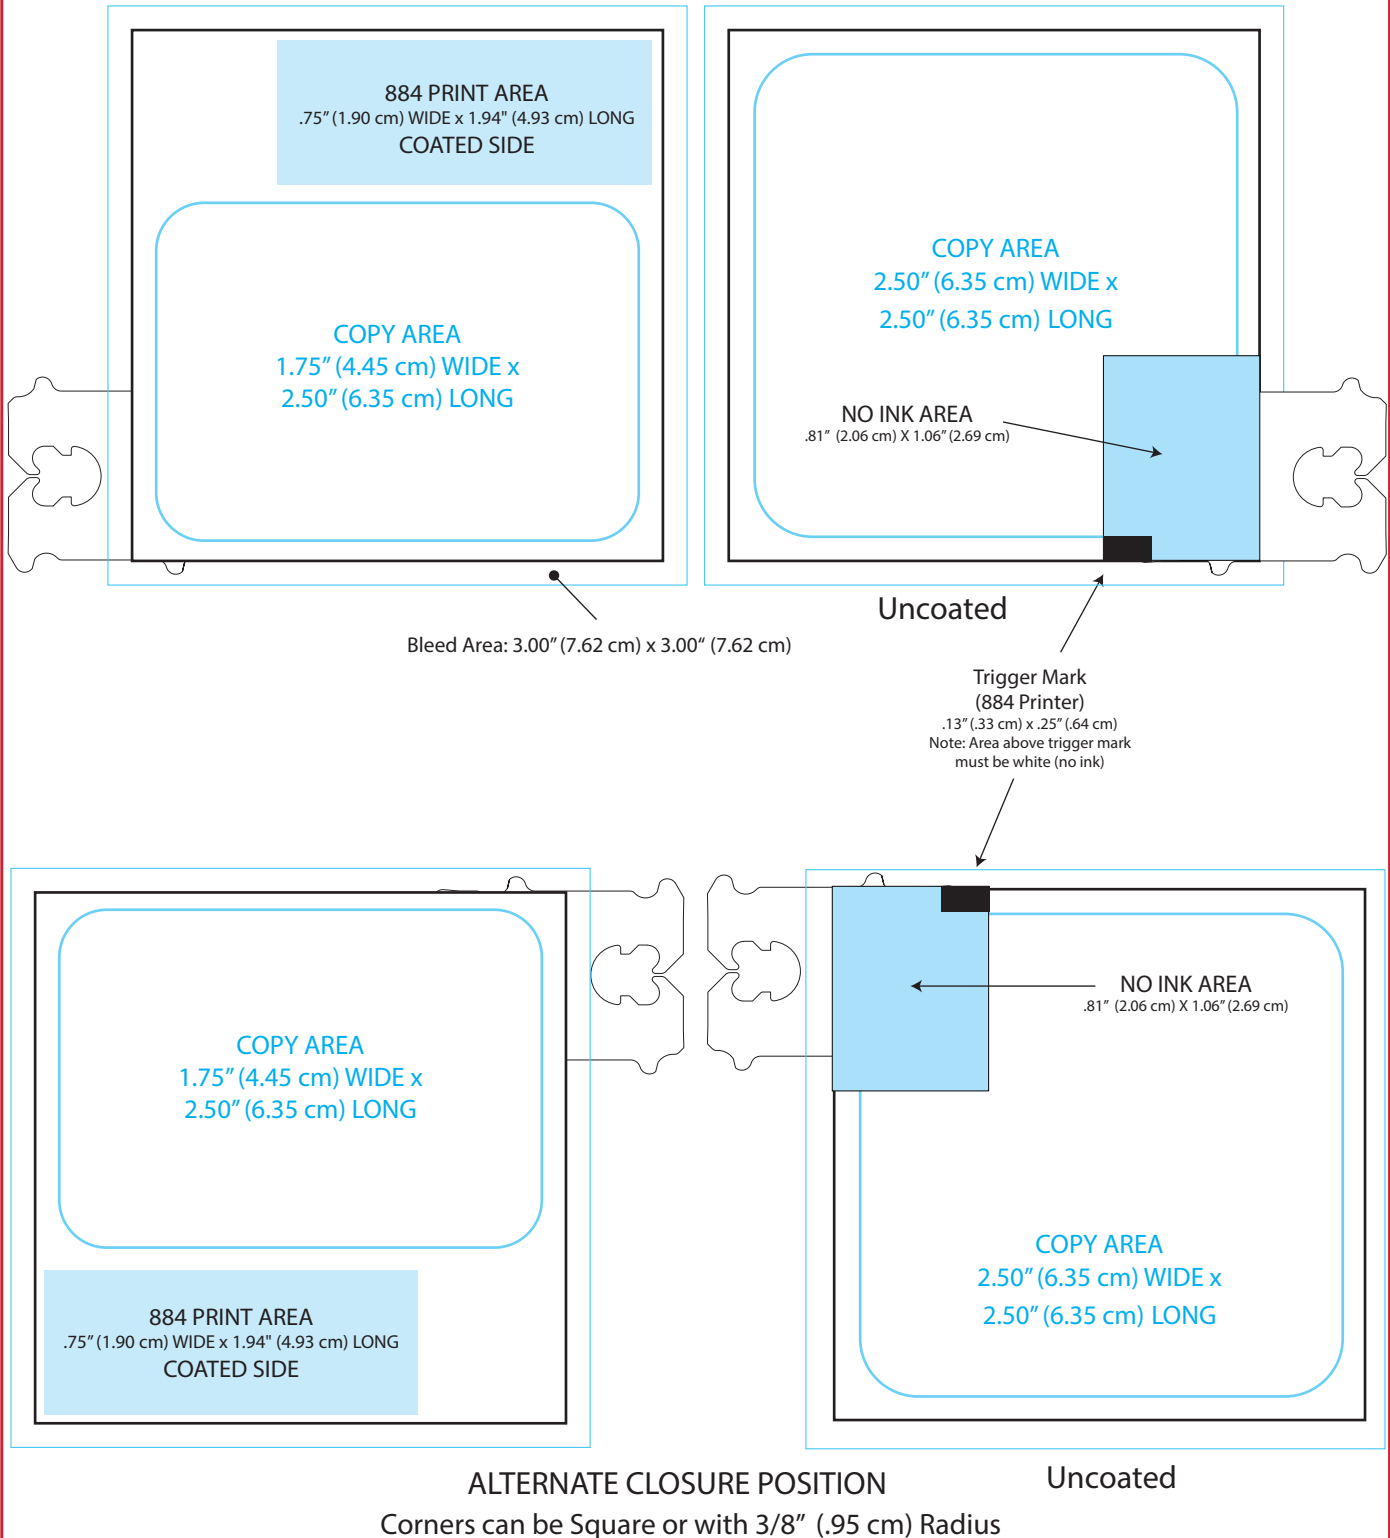 884 PRINT AREA
.75" (1.90 cm) WIDE x 1.94" (4.93 cm) LONG
COATED SIDE
COPY AREA
1.75" (4.45 cm) WIDE x
2.50" (6.35 cm) LONG
COPY AREA
2.50" (6.35 cm) WIDE x
2.50" (6.35 cm) LONG
NO INK AREA
.81" (2.06 cm) X 1.06" (2.69 cm)
Uncoated
Bleed Area: 3.00" (7.62 cm) x 3.00" (7.62 cm)
Trigger Mark
(884 Printer)
.13" (.33 cm) x .25" (.64 cm)
Note: Area above trigger mark
must be white (no ink)
COPY AREA
1.75" (4.45 cm) WIDE x
2.50" (6.35 cm) LONG
884 PRINT AREA
.75" (1.90 cm) WIDE x 1.94" (4.93 cm) LONG
COATED SIDE
NO INK AREA
.81" (2.06 cm) X 1.06" (2.69 cm)
COPY AREA
2.50" (6.35 cm) WIDE x
2.50" (6.35 cm) LONG
Uncoated
ALTERNATE CLOSURE POSITION
Corners can be Square or with 3/8" (.95 cm) Radius